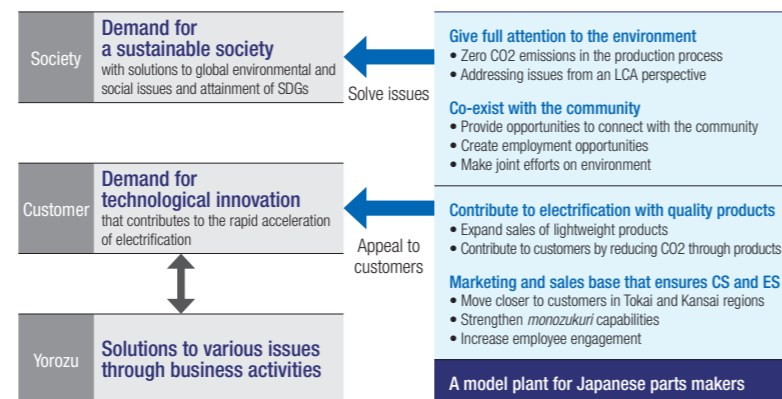 Society
Demand for
a sustainable society
with solutions to global environmental and
social issues and attainment of SDGs
Solve issues
Give full attention to the environment
• Zero CO2 emissions in the production process
• Addressing issues from an LCA perspective
Co-exist with the community
• Provide opportunities to connect with the community
• Create employment opportunities
• Make joint efforts on environment
Customer
Demand for
technological innovation
that contributes to the rapid acceleration
of electrification
Appeal to
customers
Contribute to electrification with quality products
• Expand sales of lightweight products
• Contribute to customers by reducing CO2 through products
Marketing and sales base that ensures CS and ES
• Move closer to customers in Tokai and Kansai regions
• Strengthen monozukuri capabilities
• Increase employee engagement
Yorozu
Solutions to various issues
through business activities
A model plant for Japanese parts makers